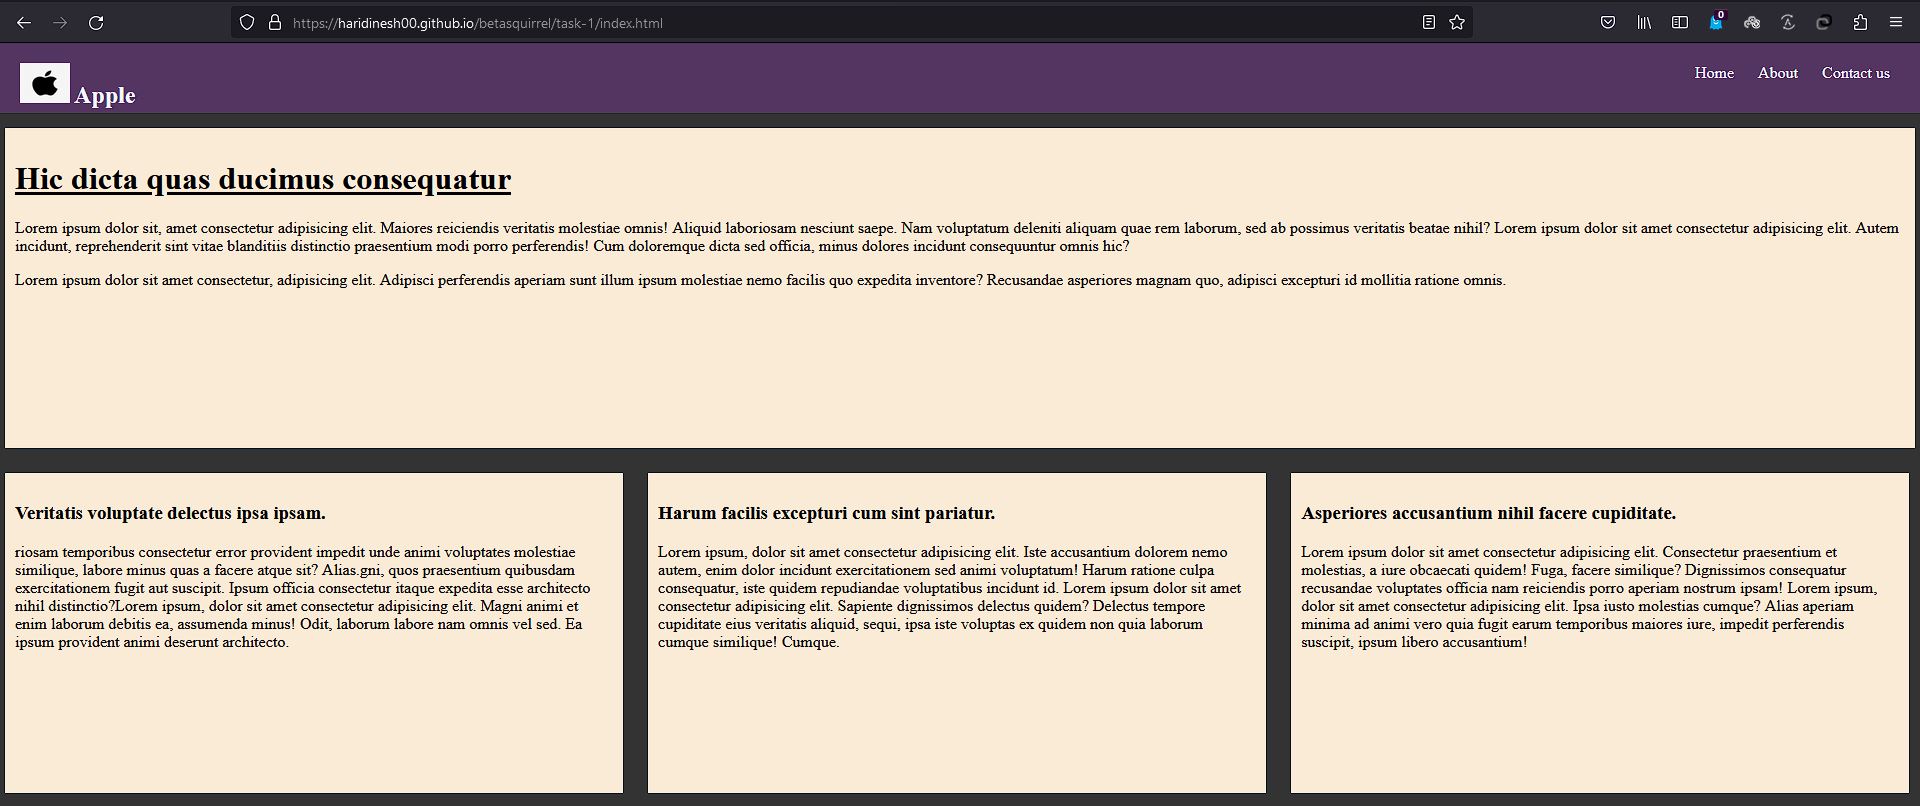 https://haridinesh00.github.io/betasquirrel/task-1/index.html
0
Apple
Home About Contact us
Hic dicta quas ducimus consequatur
Lorem ipsum dolor sit, amet consectetur adipisicing elit. Maiores reiciendis veritatis molestiae omnis! Aliquid laboriosam nesciunt saepe. Nam voluptatum deleniti aliquam quae rem laborum, sed ab possimus veritatis beatae nihil? Lorem ipsum dolor sit amet consectetur adipisicing elit. Autem
incidunt, reprehenderit sint vitae blanditiis distinctio praesentium modi porro perferendis! Cum doloremque dicta sed officia, minus dolores incidunt consequuntur omnis hic?
Lorem ipsum dolor sit amet consectetur, adipisicing elit. Adipisci perferendis aperiam sunt illum ipsum molestiae nemo facilis quo expedita inventore? Recusandae asperiores magnam quo, adipisci excepturi id mollitia ratione omnis.
Veritatis voluptate delectus ipsa ipsam.
riosam temporibus consectetur error provident impedit unde animi voluptates molestiae
similique, labore minus quas a facere atque sit? Alias.gni, quos praesentium quibusdam
exercitationem fugit aut suscipit. Ipsum officia consectetur itaque expedita esse architecto
nihil distinctio?Lorem ipsum, dolor sit amet consectetur adipisicing elit. Magni animi et
enim laborum debitis ea, assumenda minus! Odit, laborum labore nam omnis vel sed. Ea
ipsum provident animi deserunt architecto.
Harum facilis excepturi cum sint pariatur.
Lorem ipsum, dolor sit amet consectetur adipisicing elit. Iste accusantium dolorem nemo
autem, enim dolor incidunt exercitationem sed animi voluptatum! Harum ratione culpa
consequatur, iste quidem repudiandae voluptatibus incidunt id. Lorem ipsum dolor sit amet
consectetur adipisicing elit. Sapiente dignissimos delectus quidem? Delectus tempore
cupiditate eius veritatis aliquid, sequi, ipsa iste voluptas ex quidem non quia laborum
cumque similique! Cumque.
Asperiores accusantium nihil facere cupiditate.
Lorem ipsum dolor sit amet consectetur adipisicing elit. Consectetur praesentium et
molestias, a iure obcaecati quidem! Fuga, facere similique? Dignissimos consequatur
recusandae voluptates officia nam reiciendis porro aperiam nostrum ipsam! Lorem ipsum,
dolor sit amet consectetur adipisicing elit. Ipsa iusto molestias cumque? Alias aperiam
minima ad animi vero quia fugit earum temporibus maiores iure, impedit perferendis
suscipit, ipsum libero accusantium!